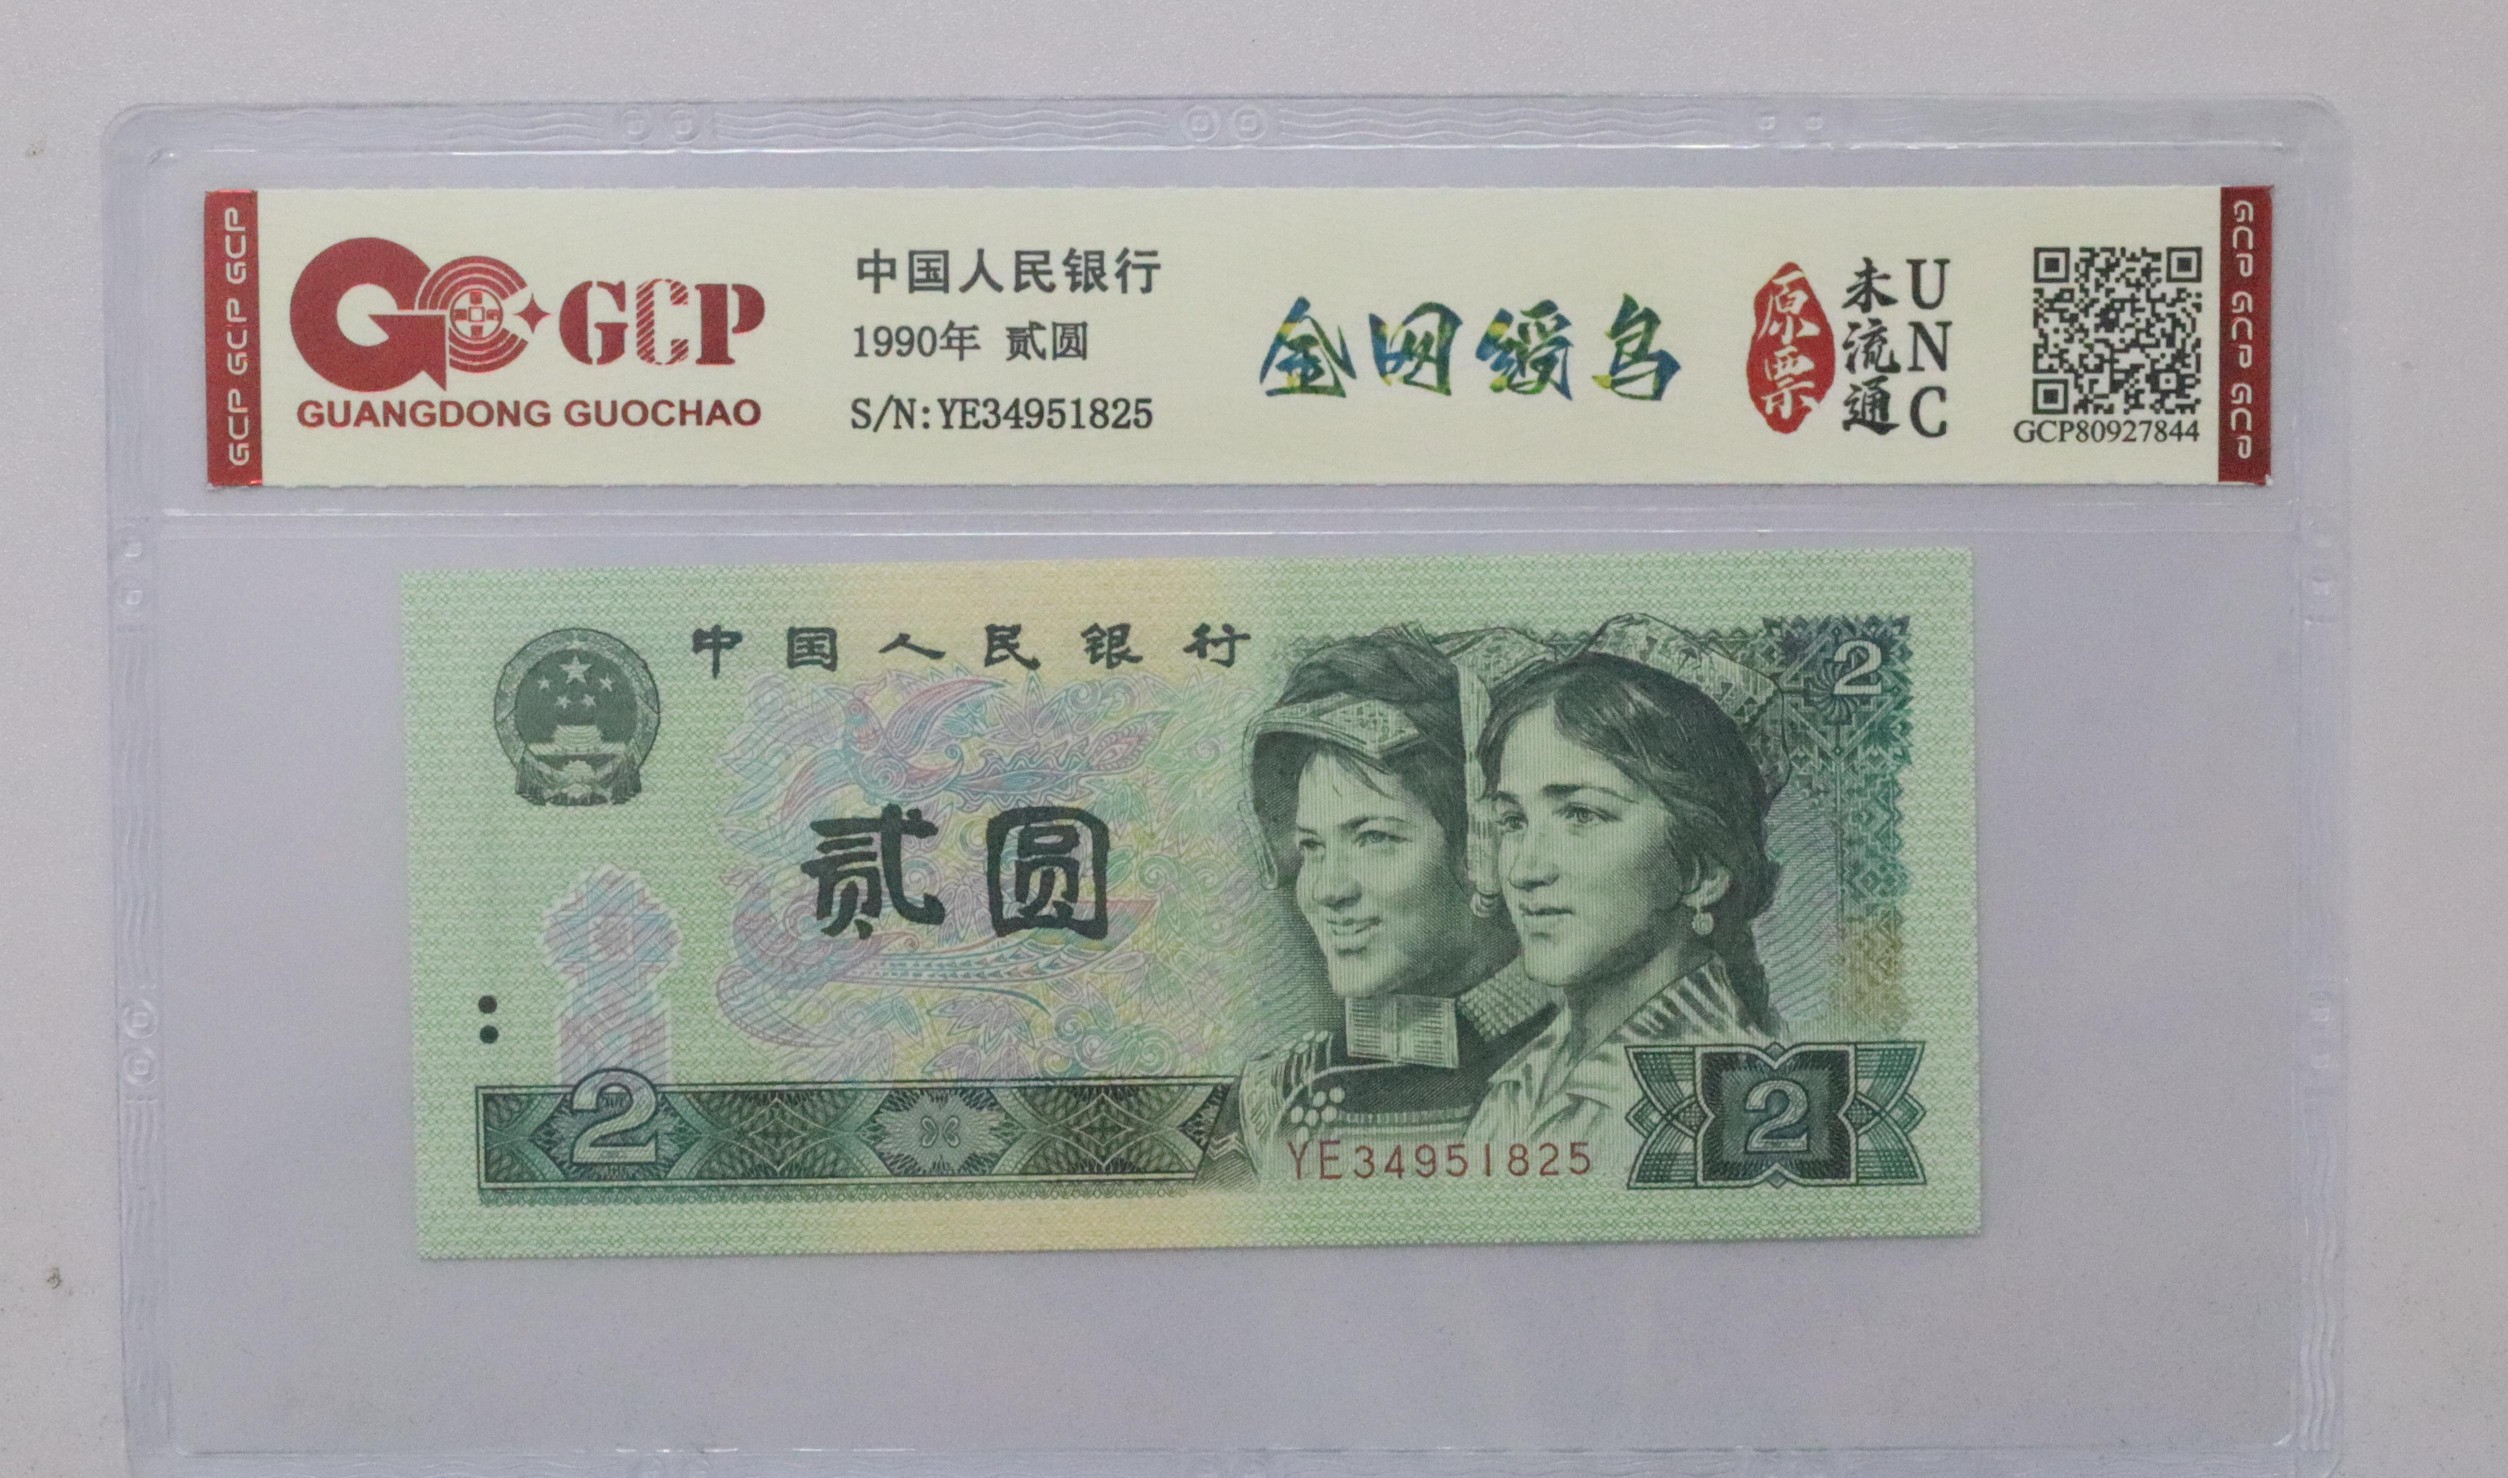 GCP GCP GCP
GCP
GUANGDONG GUOCHAO
中国人民银行
1990年 贰圆
S/N:YE34951825
金网绶鸟
原票
未流通
UNC
GCP80927844
GCP GCP GCP
中国人民银行
2
贰圆
2
2
YE34951825